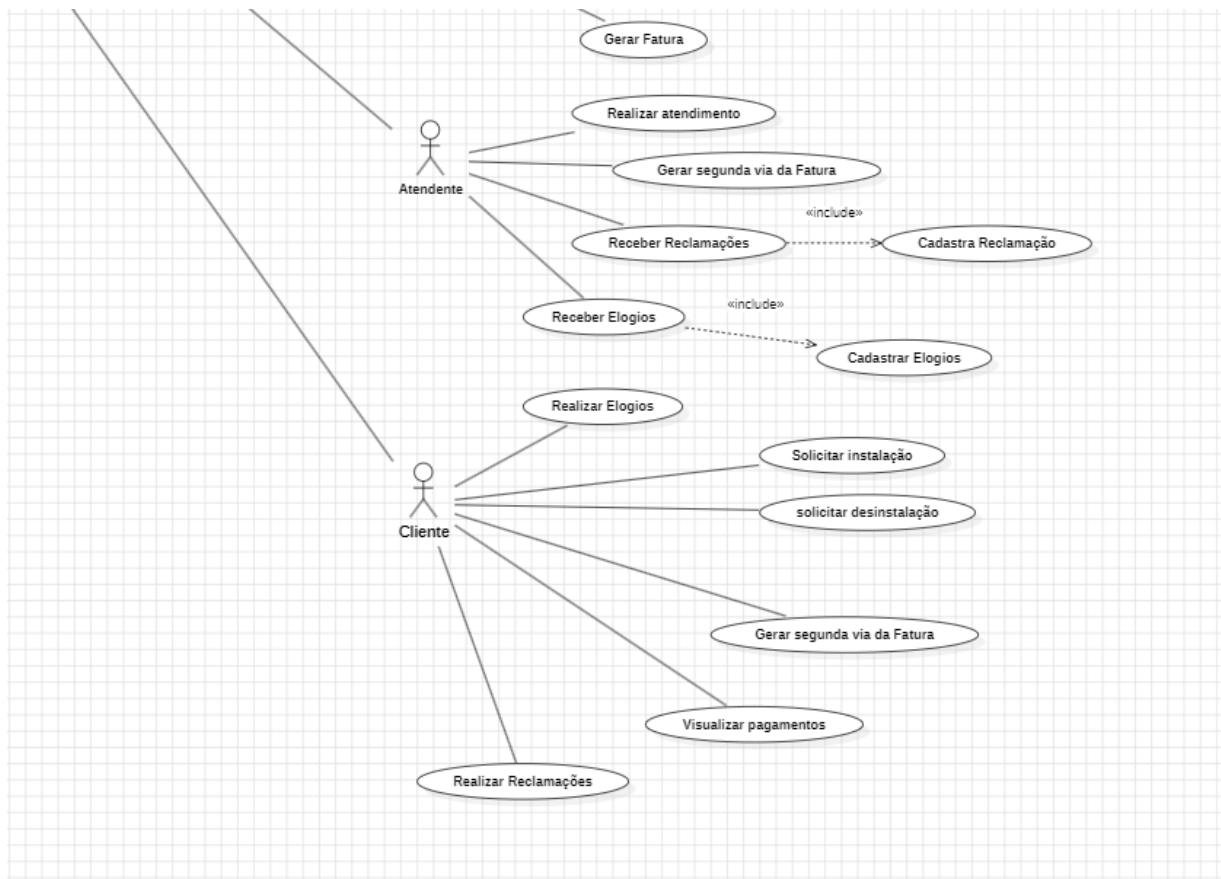 Gerar Fatura
Realizar atendimento
Gerar segunda via da Fatura
Atendente
«include»
Receber Reclamações
Cadastra Reclamação
«include»
Receber Elogios
Cadastrar Elogios
Realizar Elogios
Solicitar instalação
solicitar desinstalação
Cliente
Gerar segunda via da Fatura
Visualizar pagamentos
Realizar Reclamações